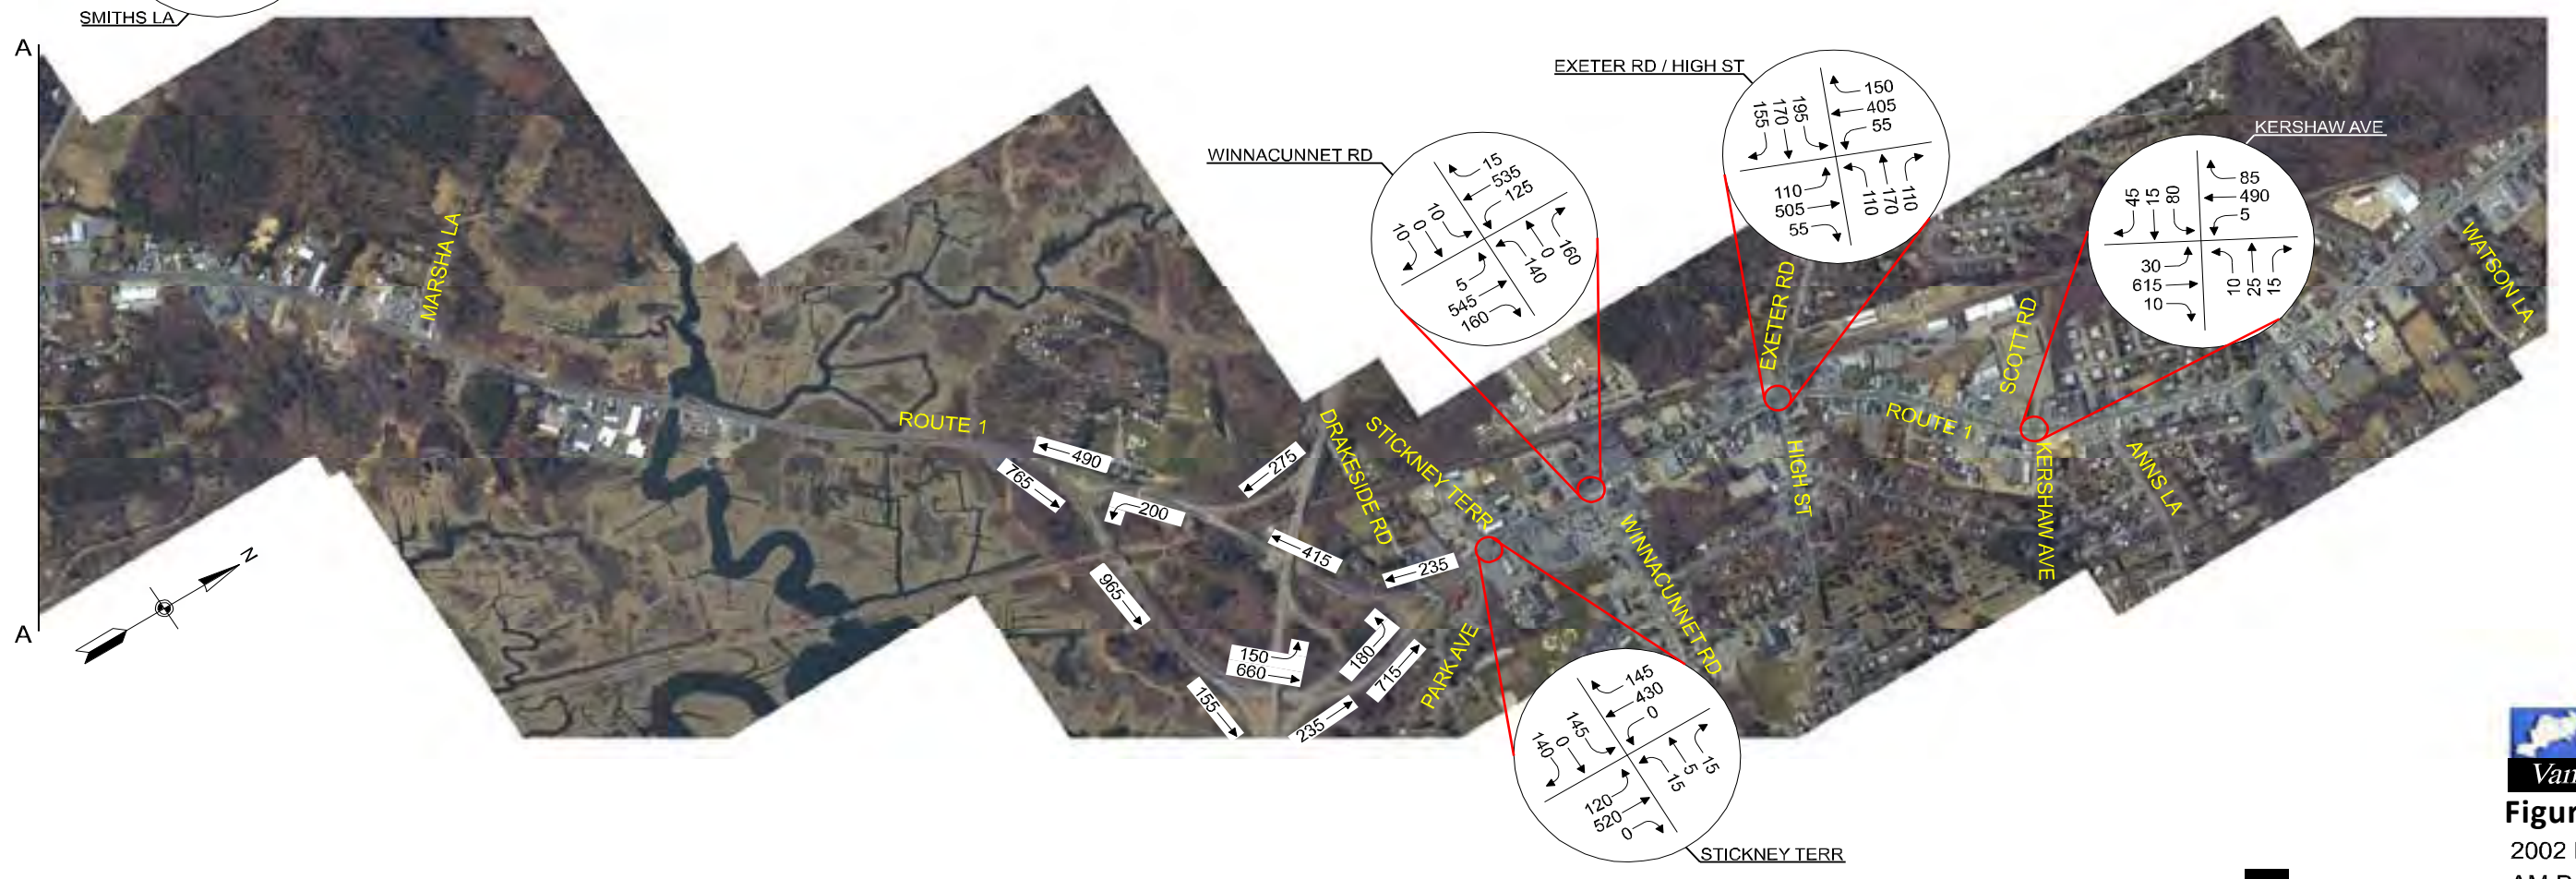 SMITHS LA
A
A
N
MARSHA LA
ROUTE 1
490
765
200
275
415
235
965
150
660
155
235
180
715
DRAKESIDE RD
STICKNEY TERR
PARK AVE
WINNACUNNET RD
15
535
125
10
0
10
5
545
160
140
0
160
WINNACUNNET RD
EXETER RD / HIGH ST
150
405
55
155
170
195
110
505
55
110
170
110
EXETER RD
HIGH ST
ROUTE 1
SCOTT RD
KERSHAW AVE
85
490
5
45
15
80
30
615
10
10
25
15
KERSHAW AVE
ANNS LA
WATSON LA
145
430
0
140
0
145
120
520
0
15
5
15
STICKNEY TERR
Van
Figur
2002